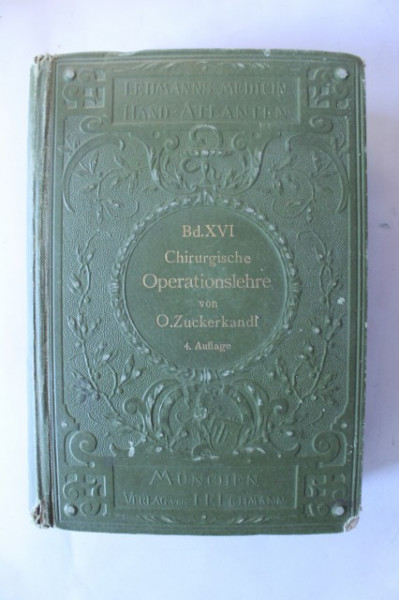 LEHMANN'S MEDICIN.
HAND-ATLANTEN
Bd.XVI
Chirurgische
Operationslehre
von
O.Zuckerkandl
4. Auflage
MÜNCHEN
VERLAG VON J.F.LEHMANN